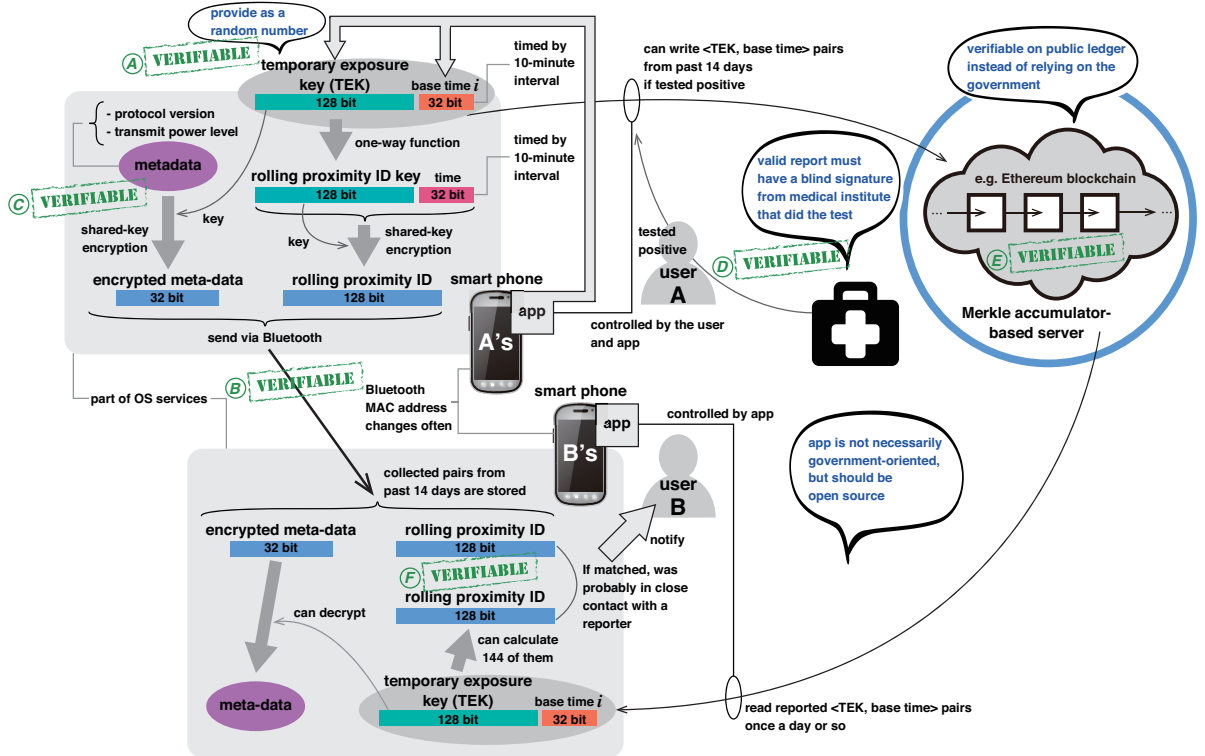 provide as a
random number
A VERIFIABLE
temporary exposure
key (TEK)
base time i
128 bit
32 bit
timed by
10-minute
interval
- protocol version
- transmit power level
metadata
one-way function
rolling proximity ID key
time
128 bit
32 bit
timed by
10-minute
interval
C VERIFIABLE
key
shared-key
encryption
key
shared-key
encryption
encrypted meta-data
32 bit
rolling proximity ID
128 bit
send via Bluetooth
smart phone
app
A's
can write <TEK, base time> pairs
from past 14 days
if tested positive
tested
positive
user
A
controlled by the user
and app
valid report must
have a blind signature
from medical institute
that did the test
D VERIFIABLE
verifiable on public ledger
instead of relying on the
government
e.g. Ethereum blockchain
...
...
E VERIFIABLE
Merkle accumulator-
based server
part of OS services
B VERIFIABLE
Bluetooth
MAC address
changes often
smart phone
app
B's
controlled by app
user
B
notify
app is not necessarily
government-oriented,
but should be
open source
collected pairs from
past 14 days are stored
encrypted meta-data
32 bit
rolling proximity ID
128 bit
F VERIFIABLE
rolling proximity ID
128 bit
If matched, was
probably in close
contact with a
reporter
can decrypt
can calculate
144 of them
meta-data
temporary exposure
key (TEK)
base time i
128 bit
32 bit
read reported <TEK, base time> pairs
once a day or so